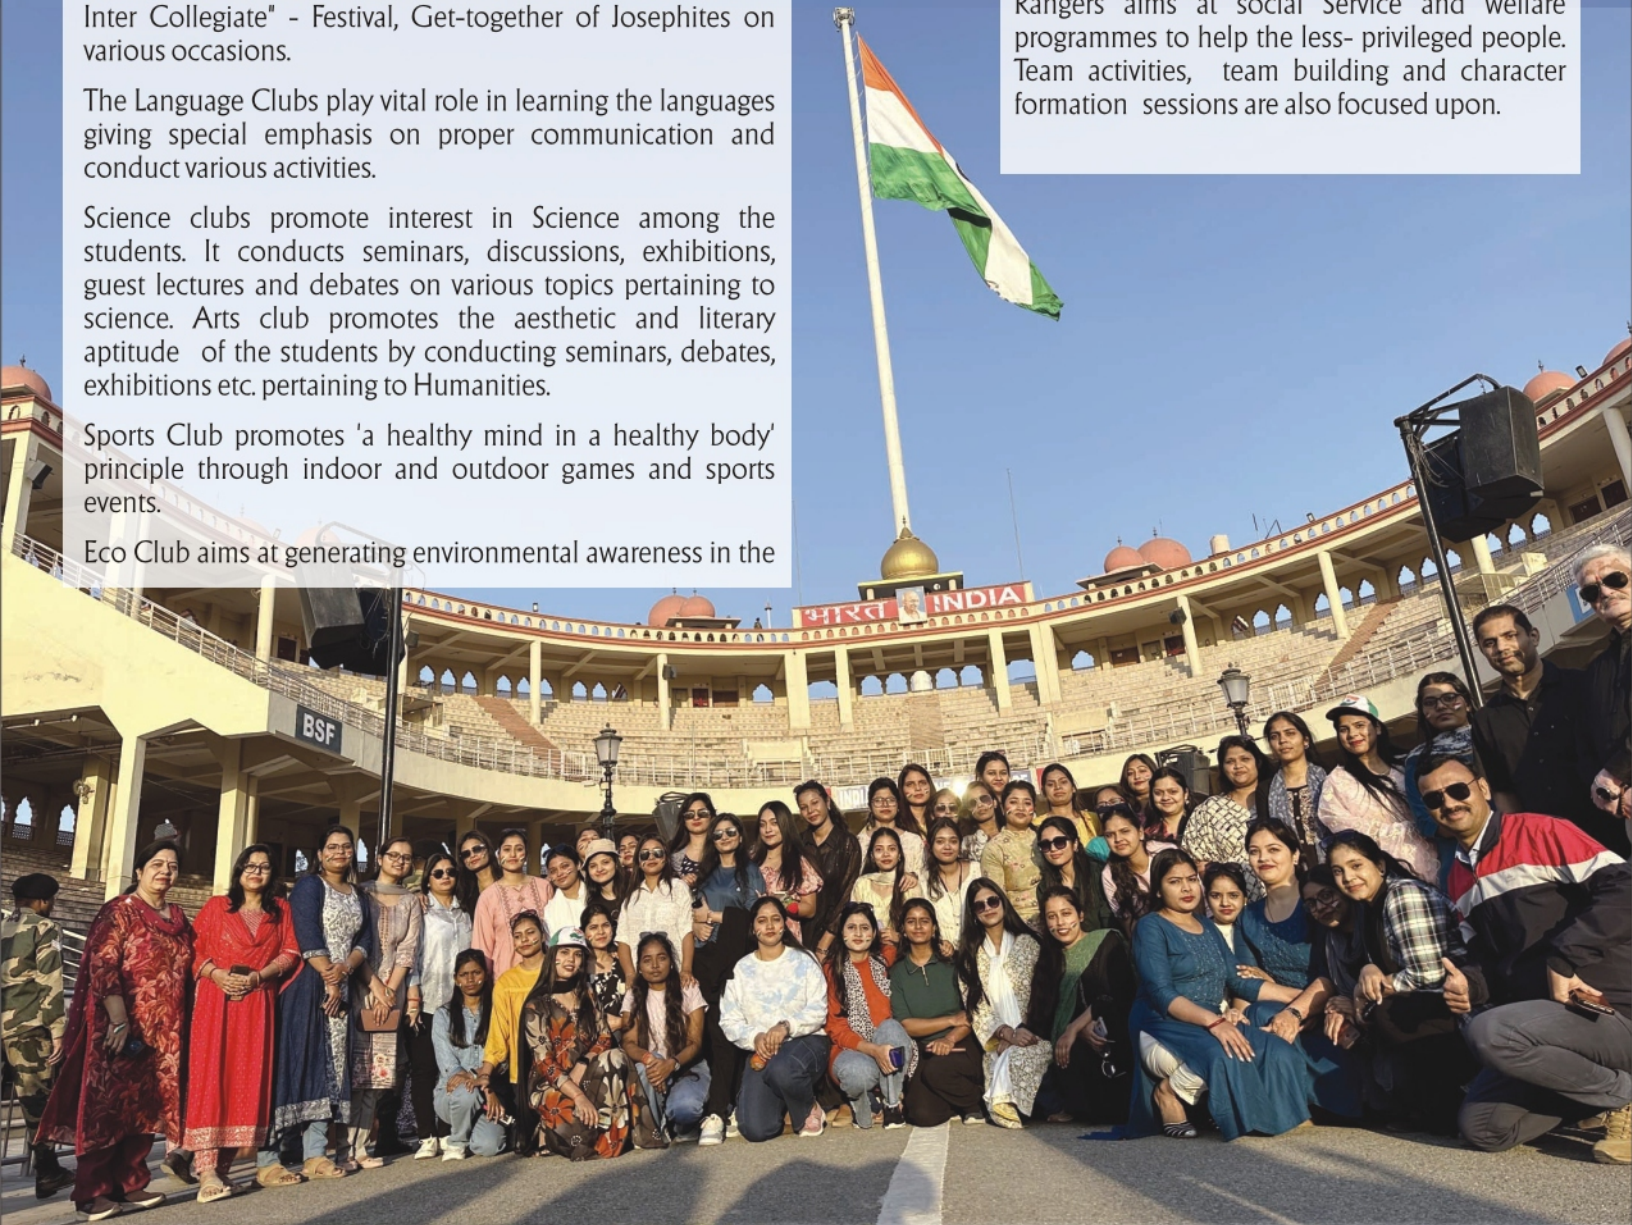 Inter Collegiate" - Festival, Get-together of Josephites on
various occasions.
The Language Clubs play vital role in learning the languages
giving special emphasis on proper communication and
conduct various activities.
Science clubs promote interest in Science among the
students. It conducts seminars, discussions, exhibitions,
guest lectures and debates on various topics pertaining to
science. Arts club promotes the aesthetic and literary
aptitude of the students by conducting seminars, debates,
exhibitions etc. pertaining to Humanities.
Sports Club promotes 'a healthy mind in a healthy body'
principle through indoor and outdoor games and sports
events.
Eco Club aims at generating environmental awareness in the
Rangers aims at social Service and welfare
programmes to help the less- privileged people.
Team activities, team building and character
formation sessions are also focused upon.
भारत INDIA
BSF